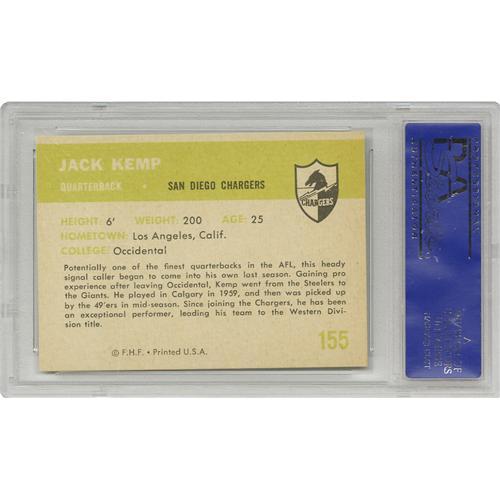 JACK KEMP
QUARTERBACK • SAN DIEGO CHARGERS
CHARGERS
HEIGHT: 6' WEIGHT: 200 AGE: 25
HOMETOWN: Los Angeles, Calif.
COLLEGE: Occidental
Potentially one of the finest quarterbacks in the AFL, this heady
signal caller began to come into his own last season. Gaining pro
experience after leaving Occidental, Kemp went from the Steelers to
the Giants. He played in Calgary in 1959, and then was picked up
by the 49'ers in mid-season. Since joining the Chargers, he has been
an exceptional performer, leading his team to the Western Divi-
sion title.
© F.H.F. • Printed U.S.A.
155
PSA